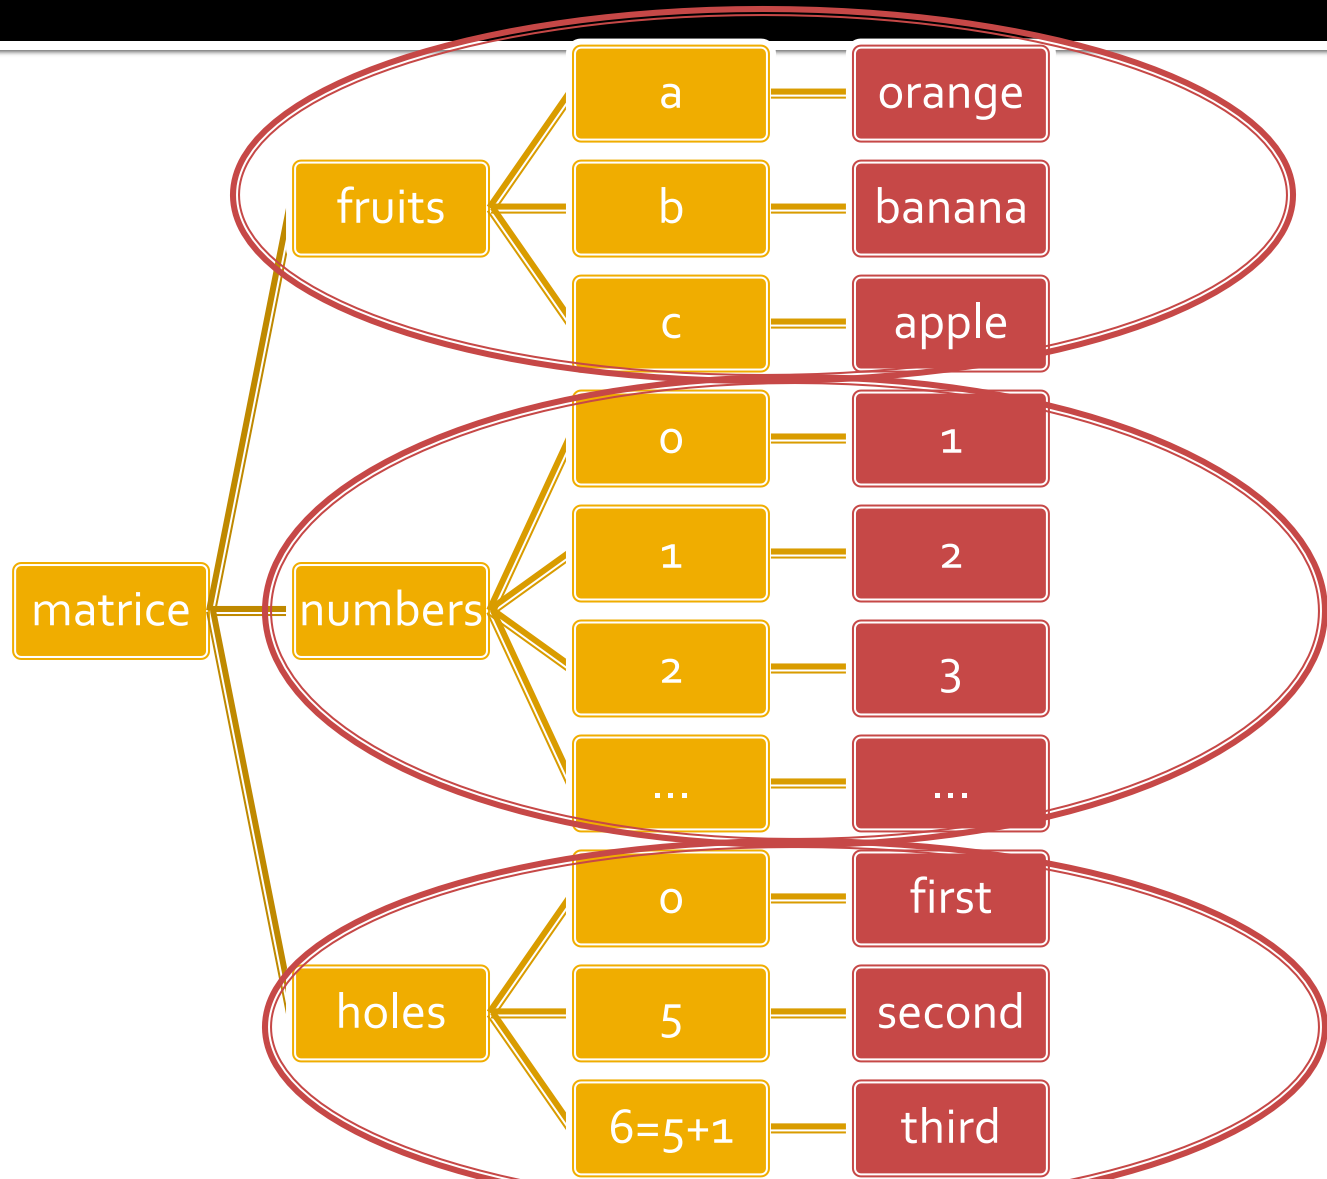 a orange
fruits b banana
c apple
0 1
1 2
matrice numbers
2 3
... ...
0 first
holes 5 second
6=5+1 third